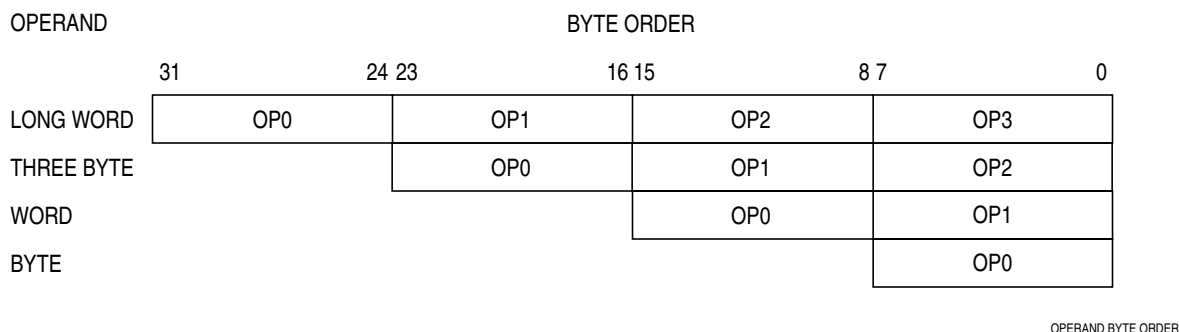 OPERAND BYTE ORDER
31 24 23 16 15 8 7 0
LONG WORD OP0 OP1 OP2 OP3
THREE BYTE OP0 OP1 OP2
WORD OP0 OP1
BYTE OP0
OPERAND BYTE ORDER